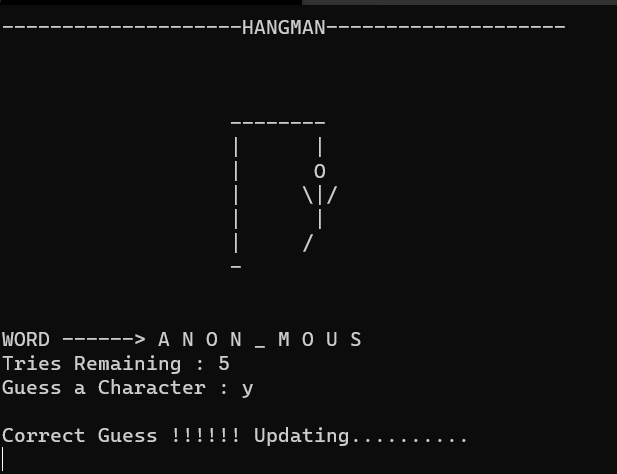 --------------------HANGMAN--------------------
--------
|      |
|      O
|     \|/
|      |
|     /
-
WORD ------> A N O N _ M O U S
Tries Remaining : 5
Guess a Character : y
Correct Guess !!!!!! Updating..........